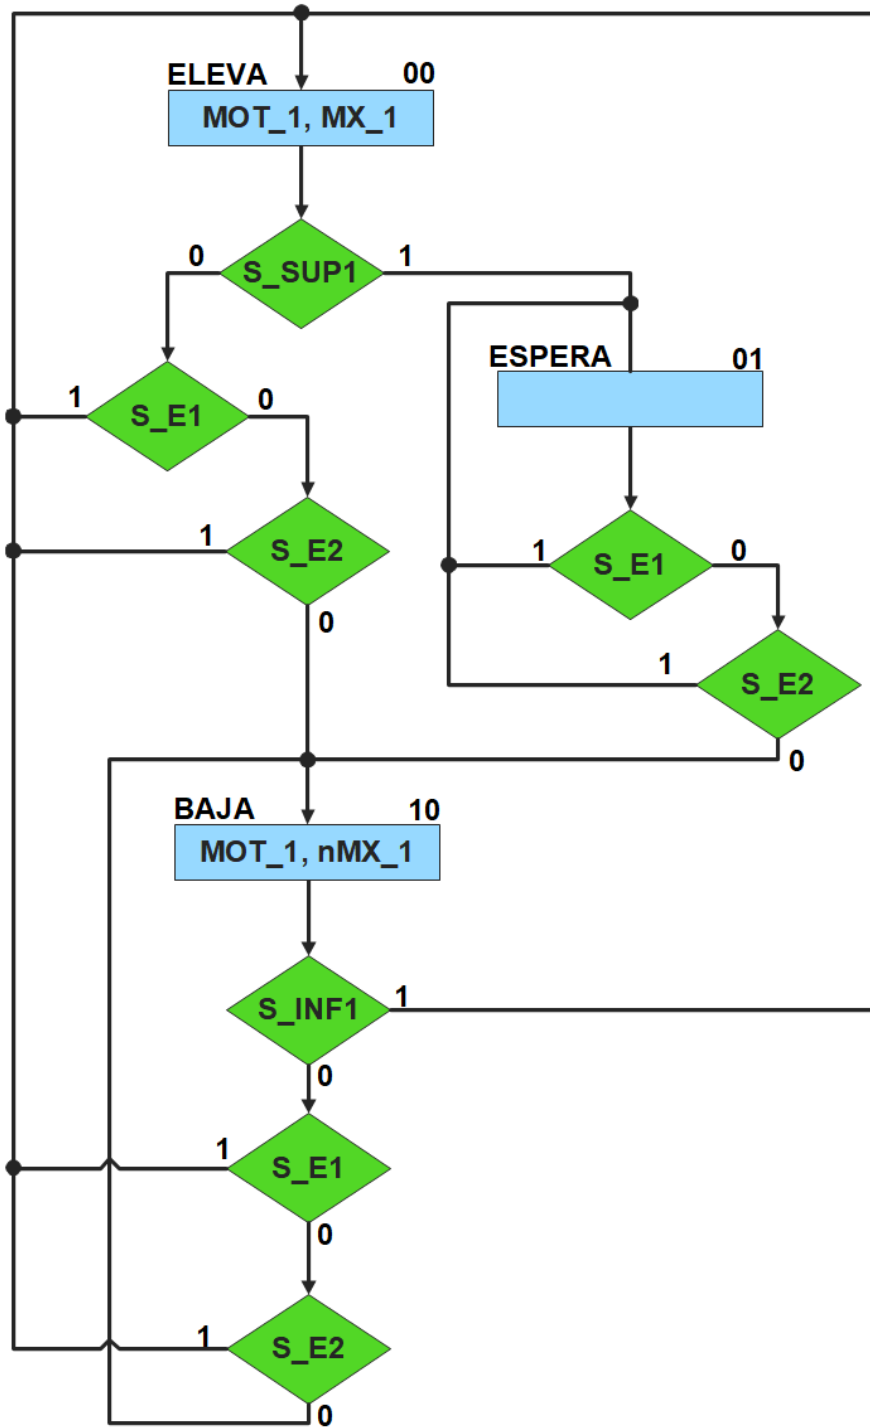 ELEVA 00
MOT_1, MX_1
0 S_SUP1 1
ESPERA 01
1 S_E1 0
1 S_E2
0
1 S_E1 0
1 S_E2
0
BAJA 10
MOT_1, nMX_1
S_INF1 1
0
1 S_E1
0
1 S_E2
0